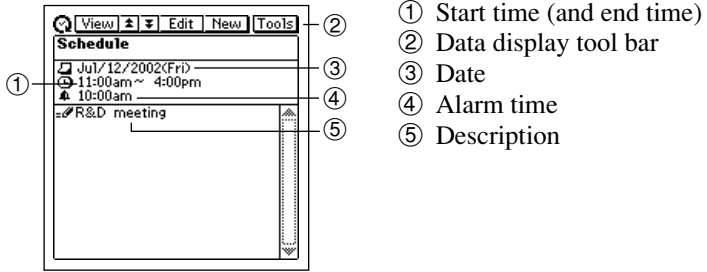 View Edit New Tools
Schedule
Jul/12/2002(Fri)
11:00am~ 4:00pm
10:00am
R&D meeting
①
②
③
④
⑤
① Start time (and end time)
② Data display tool bar
③ Date
④ Alarm time
⑤ Description